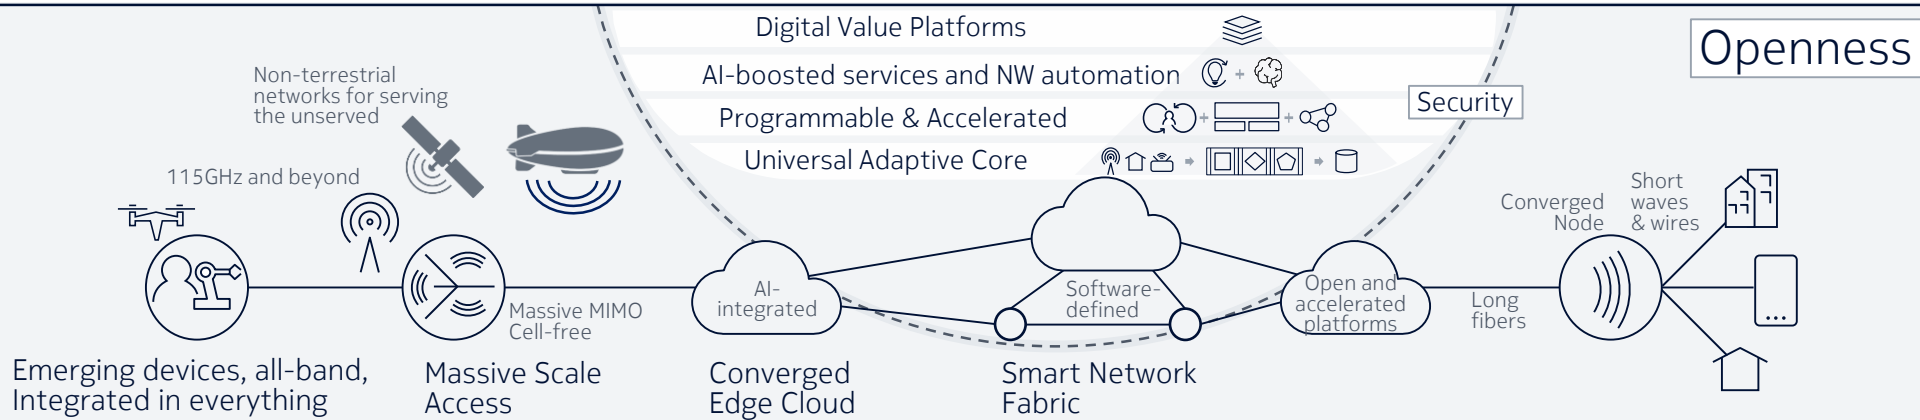 Digital Value Platforms
AI-boosted services and NW automation
Programmable & Accelerated
Universal Adaptive Core
Openness
Security
Non-terrestrial
networks for serving
the unserved
115GHz and beyond
Massive MIMO
Cell-free
AI-
integrated
Software-
defined
Open and
accelerated
platforms
Long
fibers
Converged
Node
Short
waves
& wires
Emerging devices, all-band,
Integrated in everything
Massive Scale
Access
Converged
Edge Cloud
Smart Network
Fabric